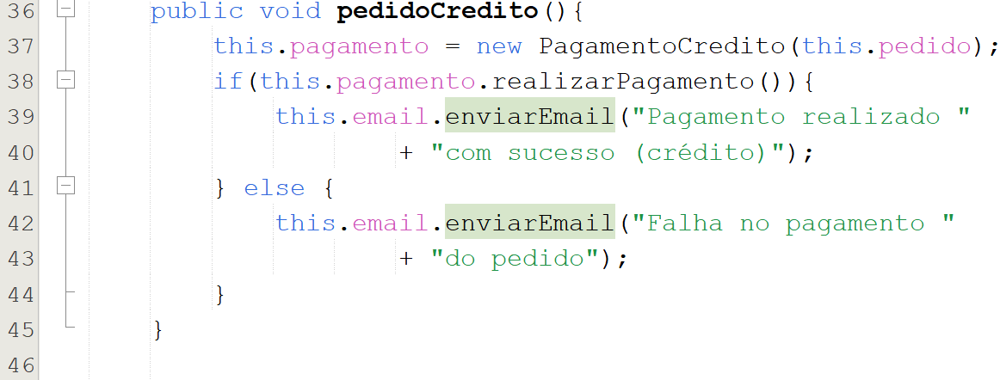 36 public void pedidoCredito(){
37 this.pagamento = new PagamentoCredito(this.pedido);
38 if(this.pagamento.realizarPagamento()){
39 this.email.enviarEmail("Pagamento realizado "
40 + "com sucesso (crédito)");
41 } else {
42 this.email.enviarEmail("Falha no pagamento "
43 + "do pedido");
44 }
45 }
46